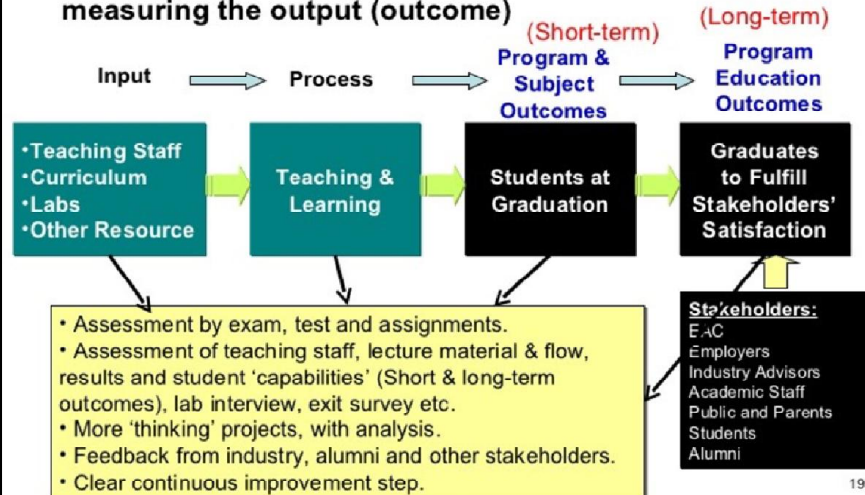 measuring the output (outcome)
(Short-term)
(Long-term)
Input
Process
Program &
Subject
Outcomes
Program
Education
Outcomes
•Teaching Staff
•Curriculum
•Labs
•Other Resource
Teaching &
Learning
Students at
Graduation
Graduates
to Fulfill
Stakeholders’
Satisfaction
• Assessment by exam, test and assignments.
• Assessment of teaching staff, lecture material & flow,
results and student ‘capabilities’ (Short & long-term
outcomes), lab interview, exit survey etc.
• More ‘thinking’ projects, with analysis.
• Feedback from industry, alumni and other stakeholders.
• Clear continuous improvement step.
Stakeholders:
EAC
Employers
Industry Advisors
Academic Staff
Public and Parents
Students
Alumni
19